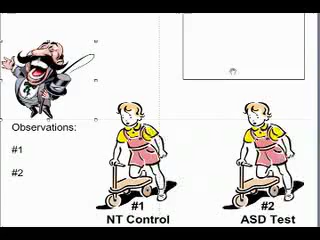 Observations:
#1
#2
#1
NT Control
#2
ASD Test